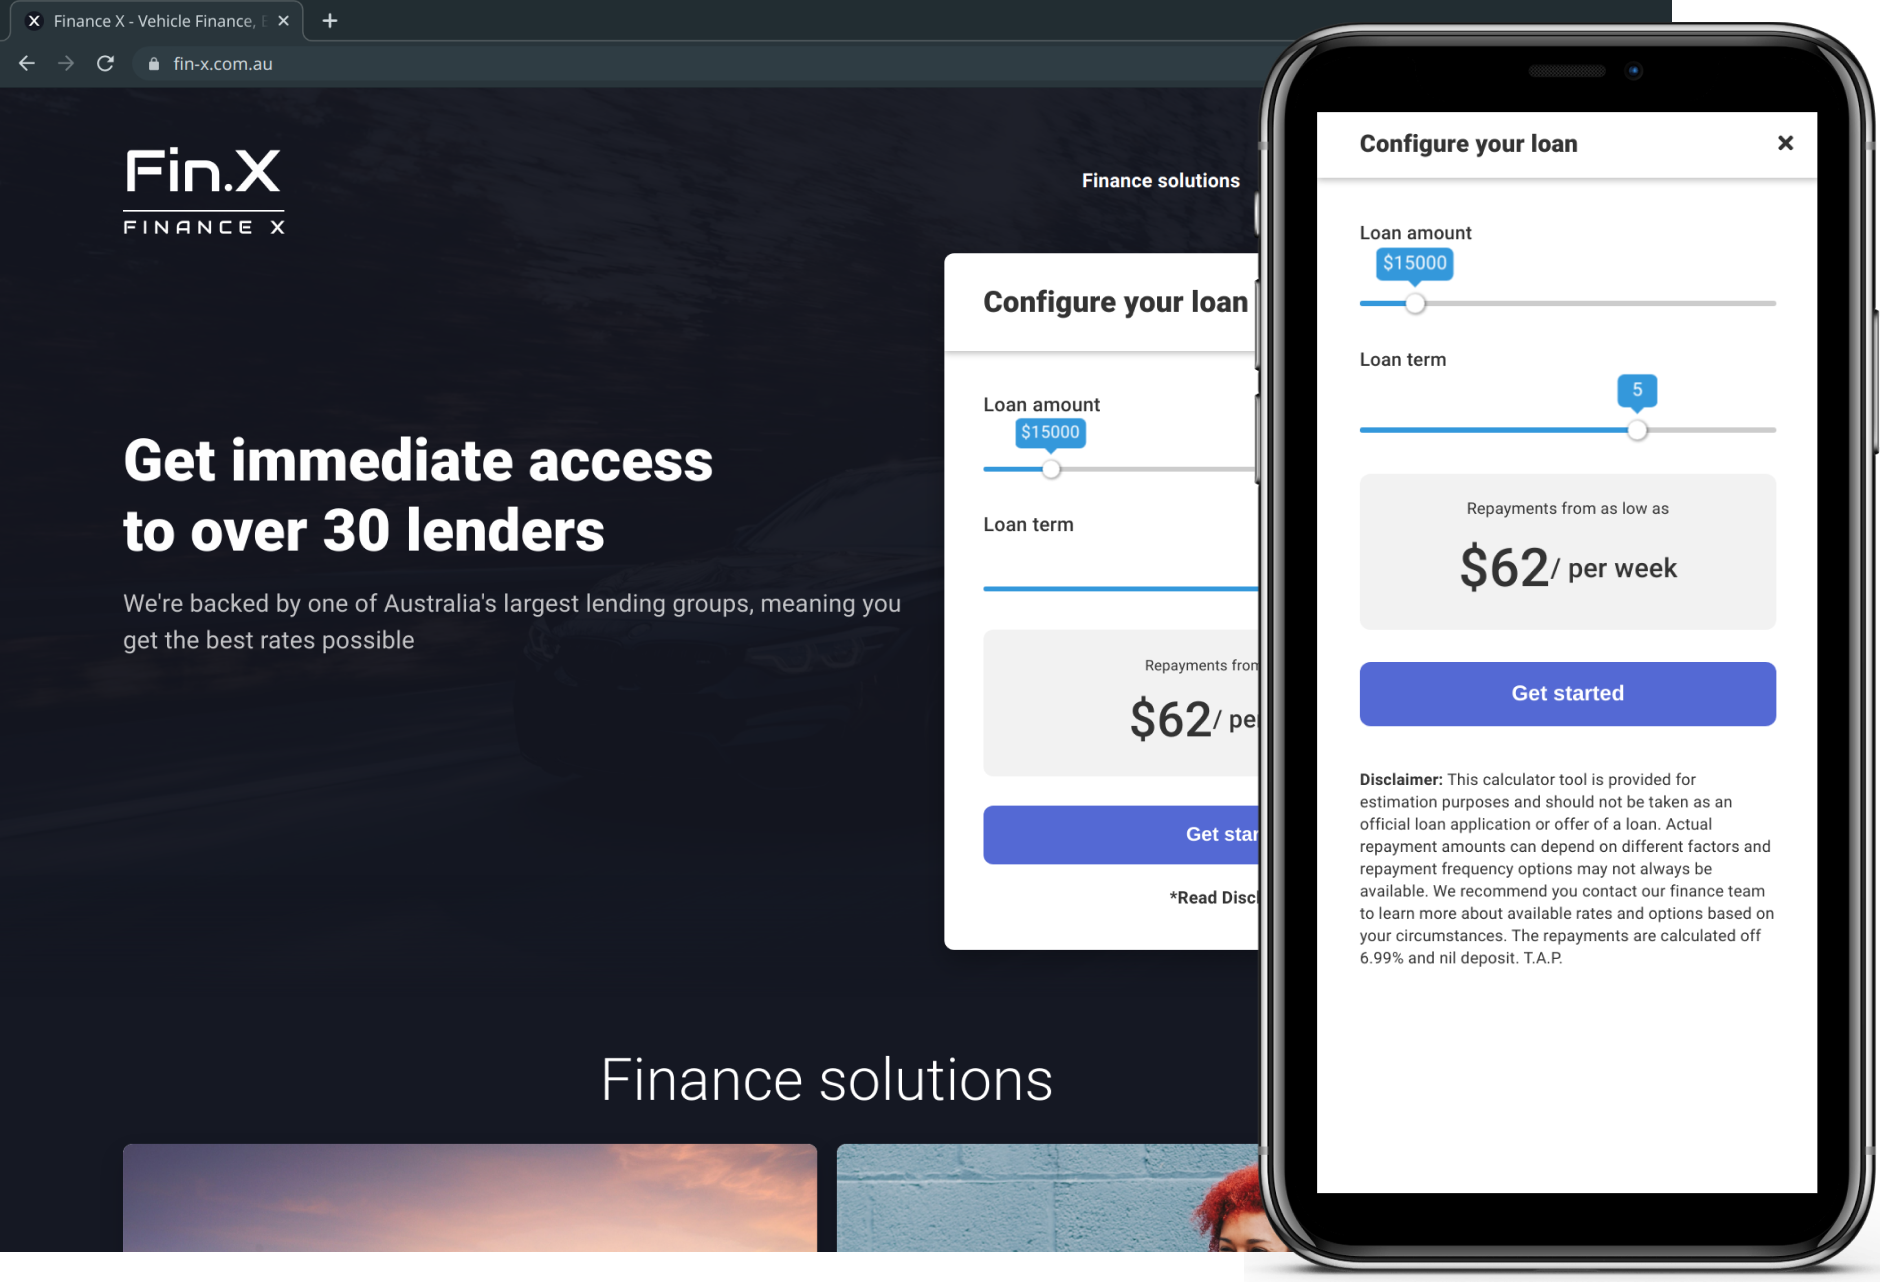 Finance X - Vehicle Finance,
fin-x.com.au
Fin.X
FINANCE X
Finance solutions
Get immediate access
to over 30 lenders
We're backed by one of Australia's largest lending groups, meaning you
get the best rates possible
Configure your loan
Loan amount
$15000
Loan term
Repayments from
$62/ per
Get star
*Read Discl
Finance solutions
Configure your loan
Loan amount
$15000
Loan term
5
Repayments from as low as
$62/ per week
Get started
Disclaimer: This calculator tool is provided for
estimation purposes and should not be taken as an
official loan application or offer of a loan. Actual
repayment amounts can depend on different factors and
repayment frequency options may not always be
available. We recommend you contact our finance team
to learn more about available rates and options based on
your circumstances. The repayments are calculated off
6.99% and nil deposit. T.A.P.